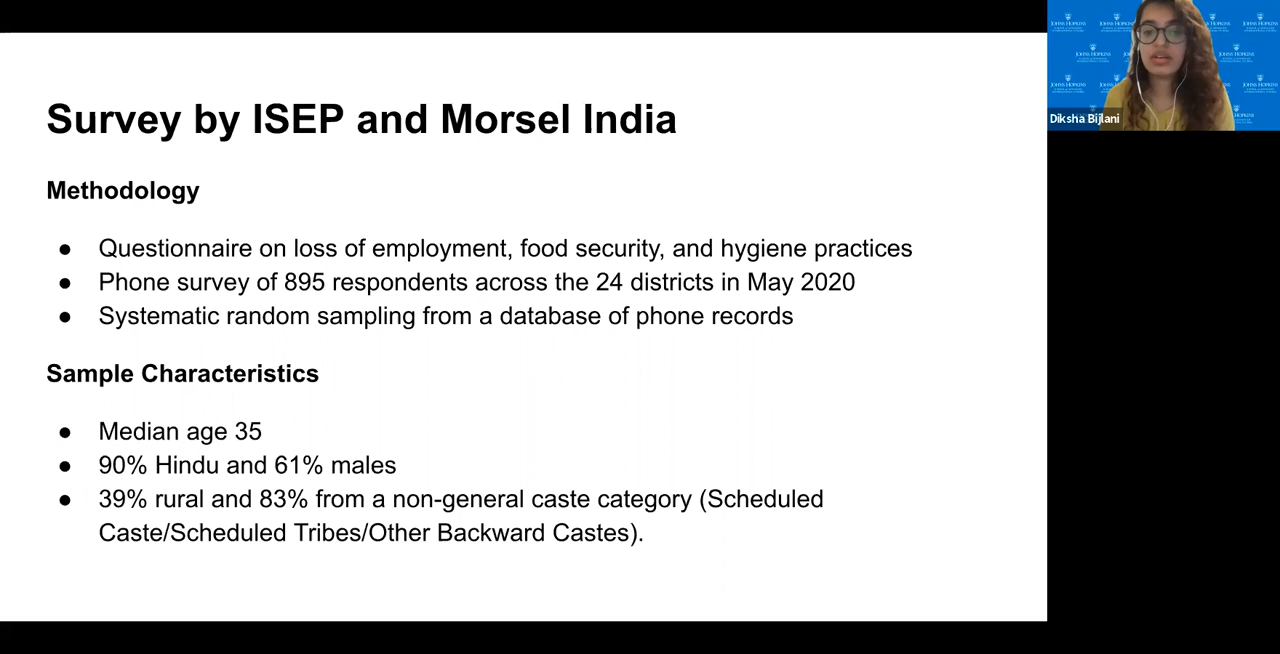 Survey by ISEP and Morsel India
Methodology
● Questionnaire on loss of employment, food security, and hygiene practices
● Phone survey of 895 respondents across the 24 districts in May 2020
● Systematic random sampling from a database of phone records
Sample Characteristics
● Median age 35
● 90% Hindu and 61% males
● 39% rural and 83% from a non-general caste category (Scheduled
Caste/Scheduled Tribes/Other Backward Castes).
JOHNS HOPKINS
Diksha Bijlani